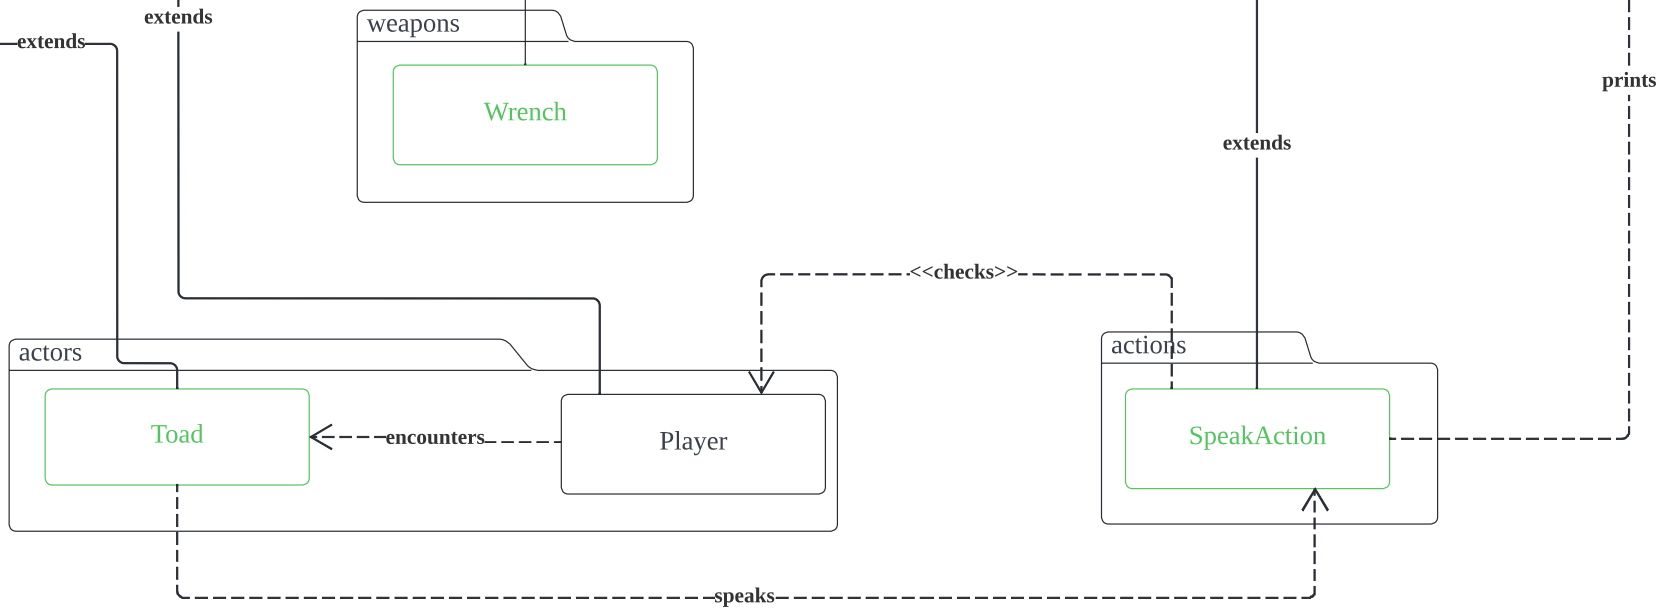 extends
extends
weapons
Wrench
prints
extends
<<checks>>
actors
actions
Toad
encounters
Player
SpeakAction
speaks